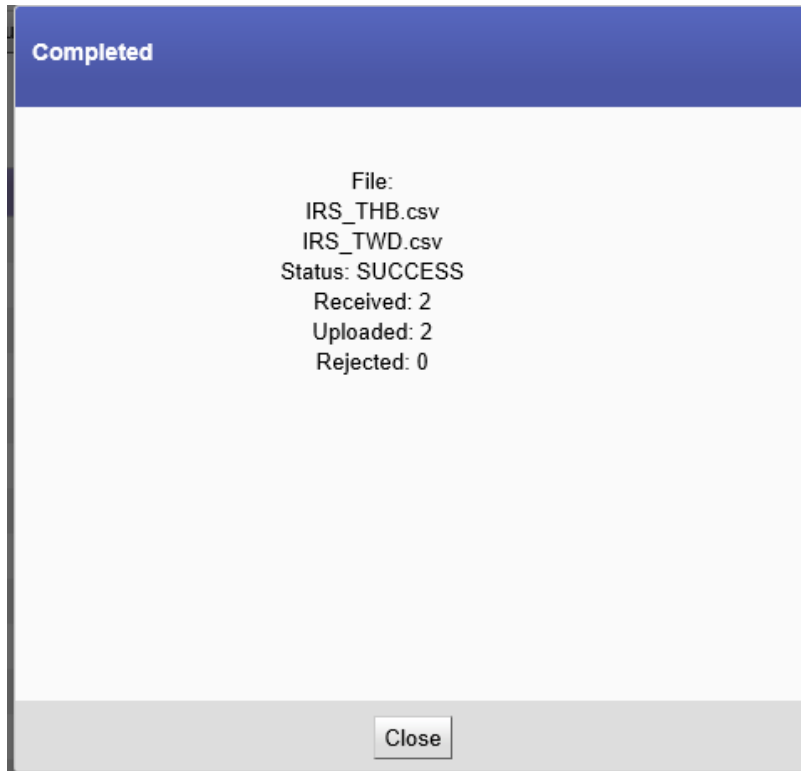 Completed
File:
IRS_THB.csv
IRS_TWD.csv
Status: SUCCESS
Received: 2
Uploaded: 2
Rejected: 0
Close